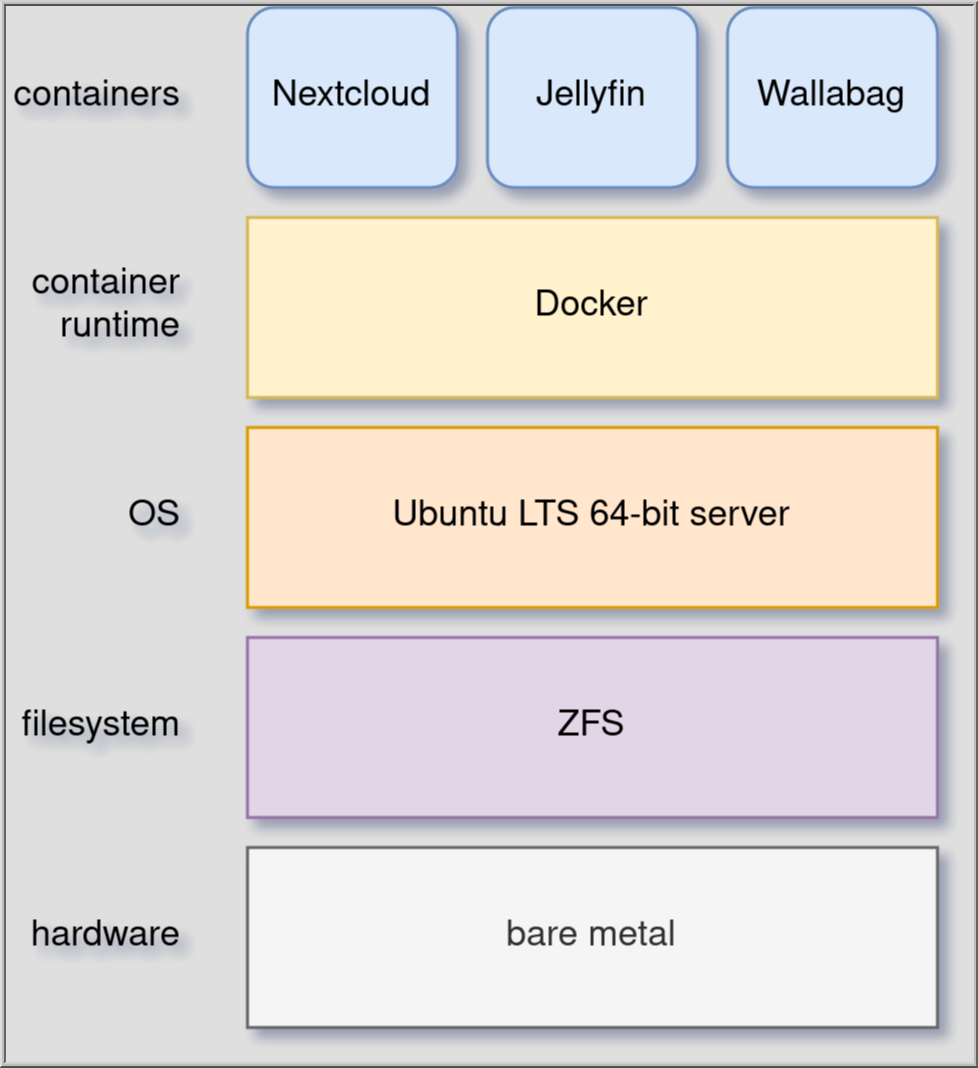 containers
Nextcloud
Jellyfin
Wallabag
container
runtime
Docker
OS
Ubuntu LTS 64-bit server
filesystem
ZFS
hardware
bare metal